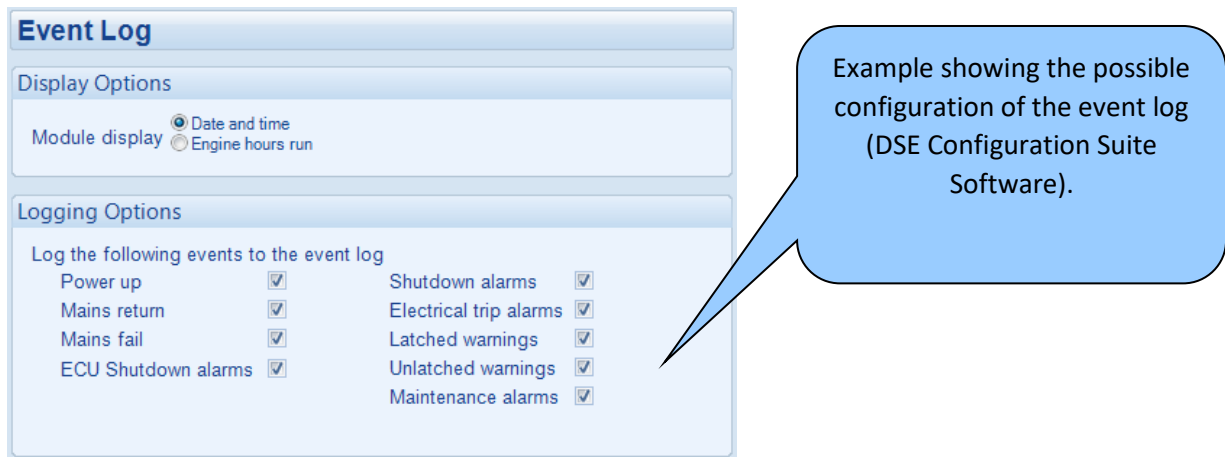 Event Log
Display Options
Module display
Date and time
Engine hours run
Logging Options
Log the following events to the event log
Power up
Mains return
Mains fail
ECU Shutdown alarms
Shutdown alarms
Electrical trip alarms
Latched warnings
Unlatched warnings
Maintenance alarms
Example showing the possible
configuration of the event log
(DSE Configuration Suite
Software).